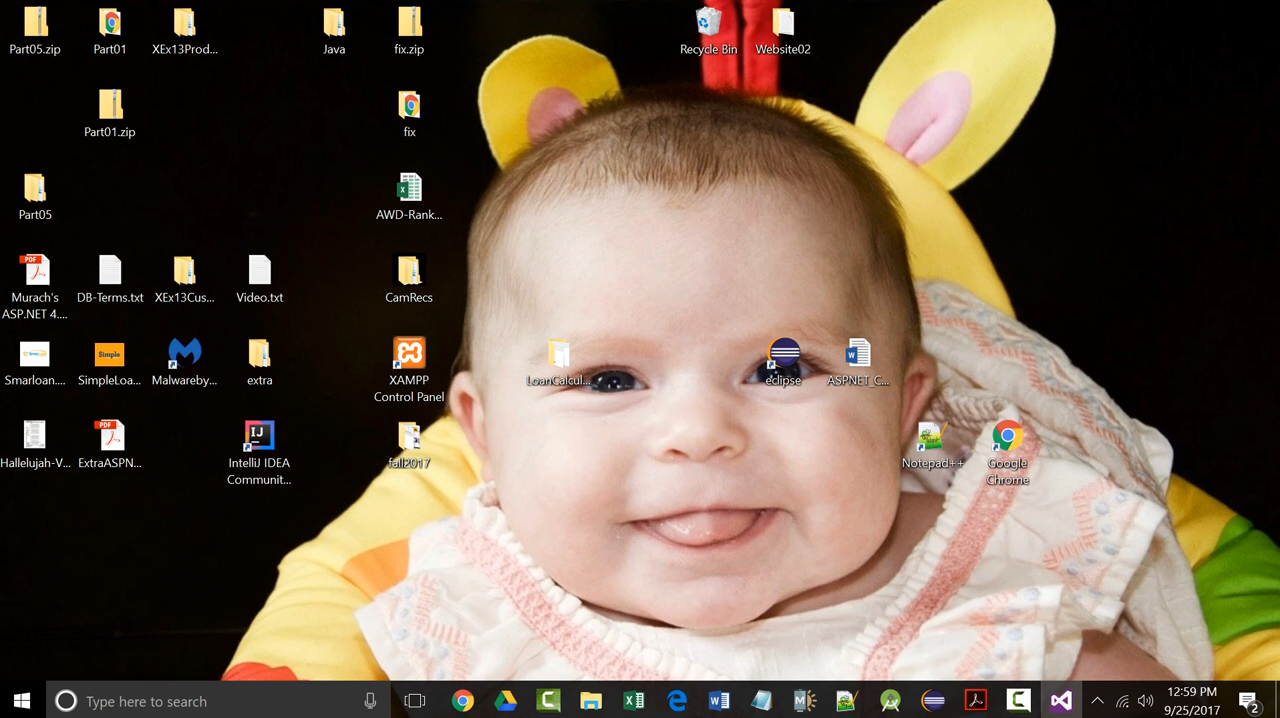 Part05.zip
Part01
XEx13Prod...
Java
fix.zip
Recycle Bin
Website02
Part01.zip
fix
Part05
AWD-Rank...
Murach's
ASP.NET 4....
DB-Terms.txt
XEx13Cus...
Video.txt
CamRecs
Smarloan....
SimpleLoa...
Malwareby...
extra
XAMPP
Control Panel
LoanCalcul...
eclipse
ASPNET_C...
Hallelujah-V...
ExtraASPN...
IntelliJ IDEA
Communit...
fall2017
Notepad++
Google
Chrome
Type here to search
12:59 PM
9/25/2017
2